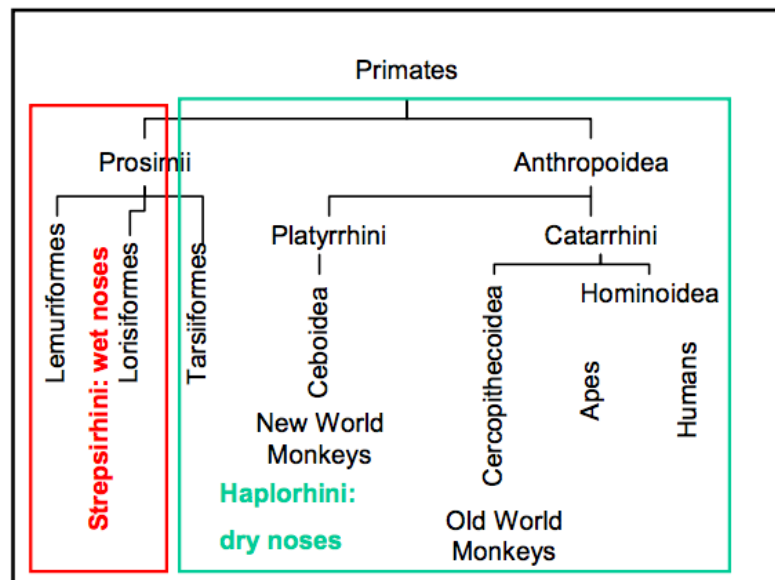 Primates
Prosimii
Anthropoidea
Lemuriformes
Strepsirhini: wet noses
Lorisiformes
Tarsiiformes
Platyrrhini
Catarrhini
Ceboidea
New World
Monkeys
Cercopithecoidea
Old World
Monkeys
Hominoidea
Apes
Humans
Haplorhini:
dry noses